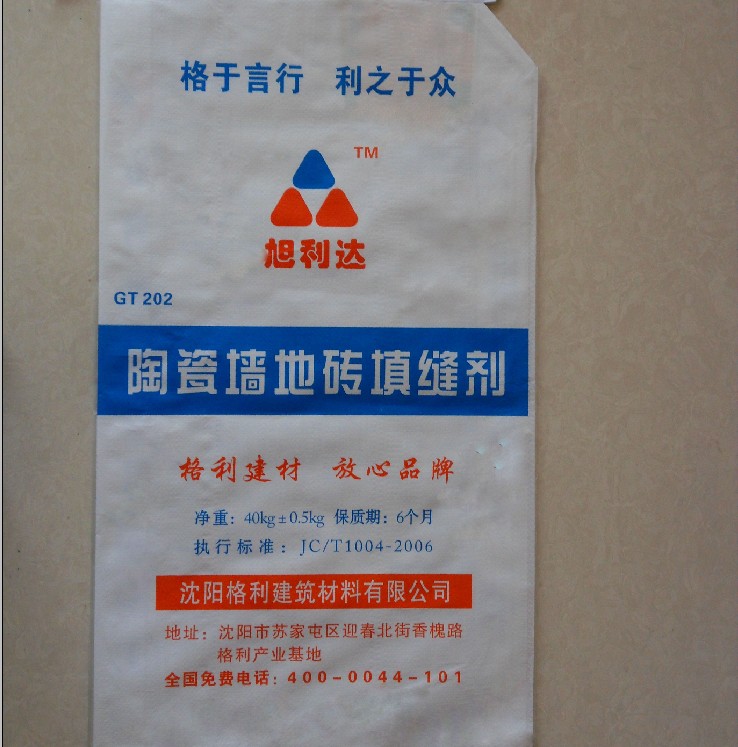 格于言行 利之于众
TM
旭利达
GT 202
陶瓷墙地砖填缝剂
格利建材 放心品牌
净重：40kg±0.5kg 保质期：6个月
执行标准：JC/T1004-2006
沈阳格利建筑材料有限公司
地址：沈阳市苏家屯区迎春北街香槐路
格利产业基地
全国免费电话：400-0044-101